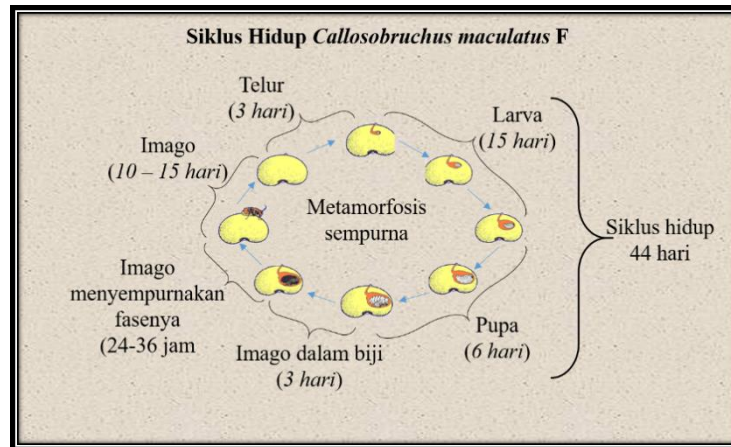 Siklus Hidup Callosobruchus maculatus F
Telur
(3 hari)
Larva
(15 hari)
Imago
(10 – 15 hari)
Metamorfosis
sempurna
Siklus hidup
44 hari
Imago
menyempurnakan
fasenya
(24-36 jam
Imago dalam biji
(3 hari)
Pupa
(6 hari)